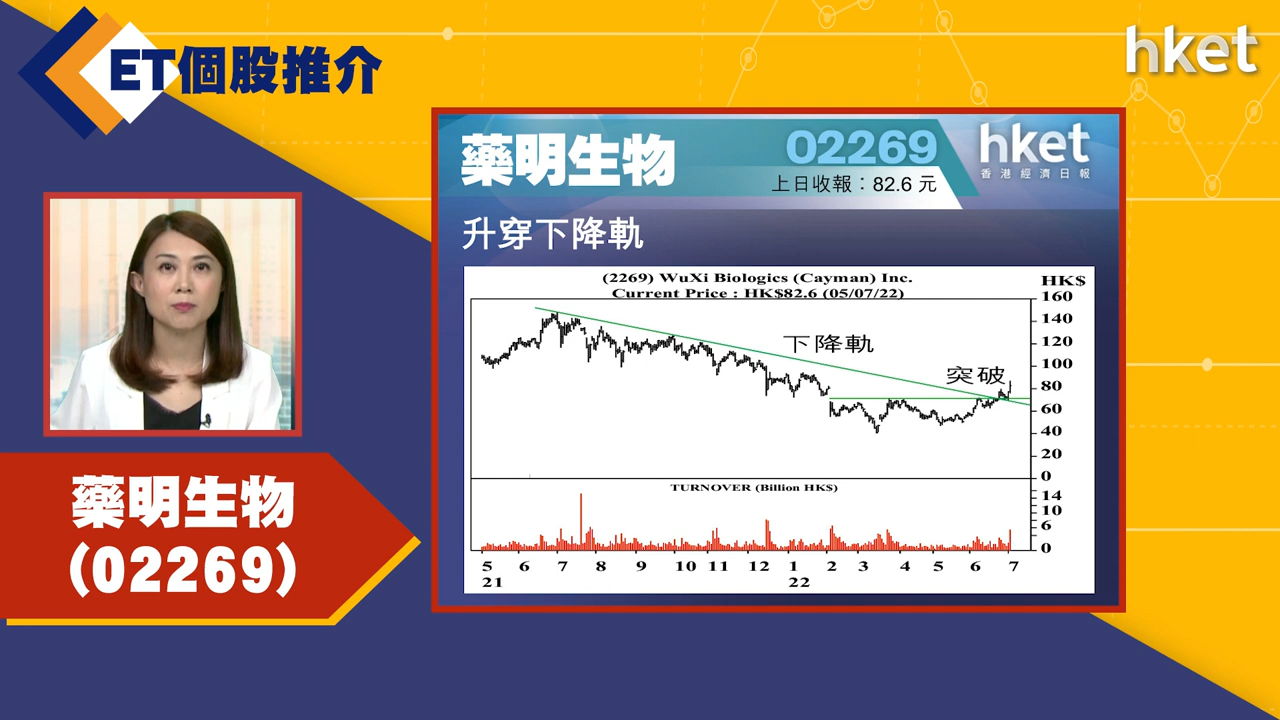 ET個股推介
hket
藥明生物
02269
上日收報：82.6 元
hket
香港經濟日報
升穿下降軌
(2269) WuXi Biologics (Cayman) Inc.
Current Price : HK$82.6 (05/07/22)
HK$
160
140
120
100
80
60
40
20
0
下降軌
突破
TURNOVER (Billion HK$)
14
10
6
0
5 6 7 8 9 10 11 12 1 2 3 4 5 6 7
21 22
藥明生物
(02269)